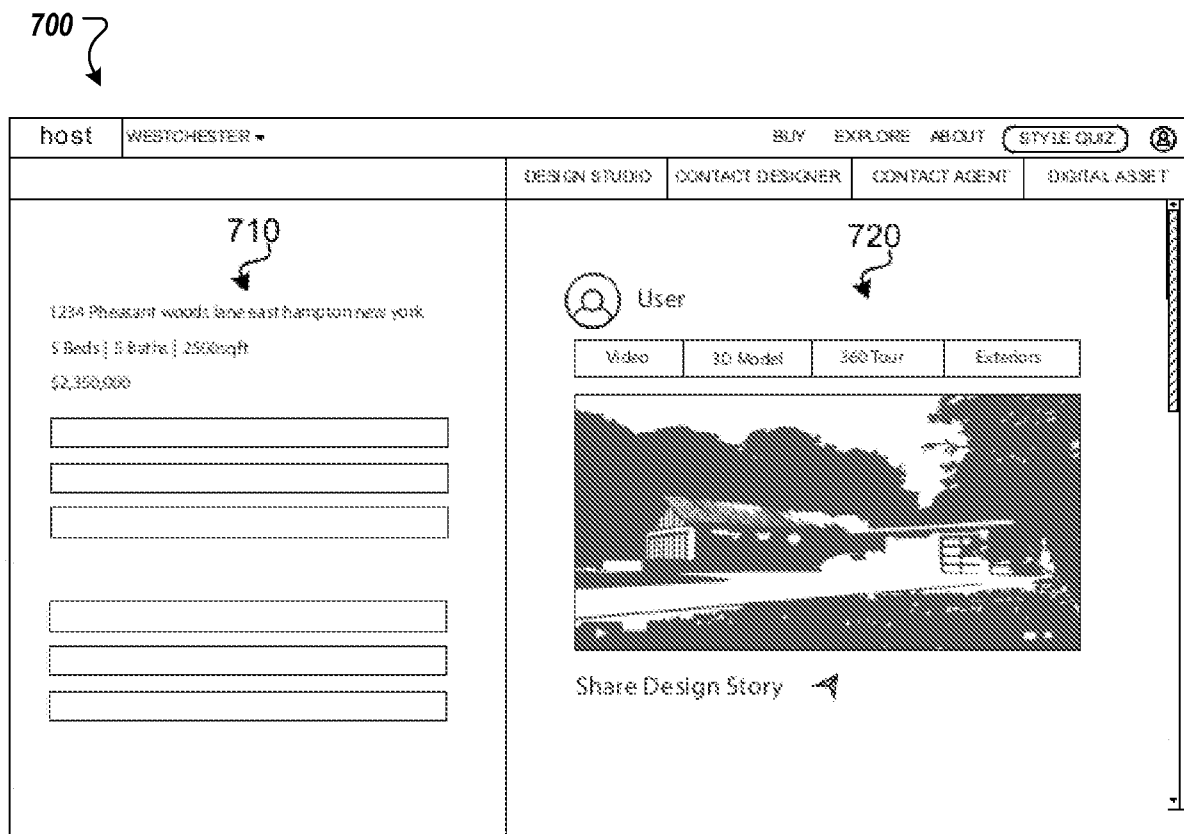 700
host WESTCHESTER BUY EXPLORE ABOUT STYLE QUIZ
DESIGN STUDIO CONTACT DESIGNER CONTACT AGENT DIGITAL ASSET
710
1234 Pheasant woods lane east hampton new york
5 Beds | 5 Baths | 2500sqft
$2,350,000
720
User
Video 3D Model 360 Tour Exteriors
Share Design Story